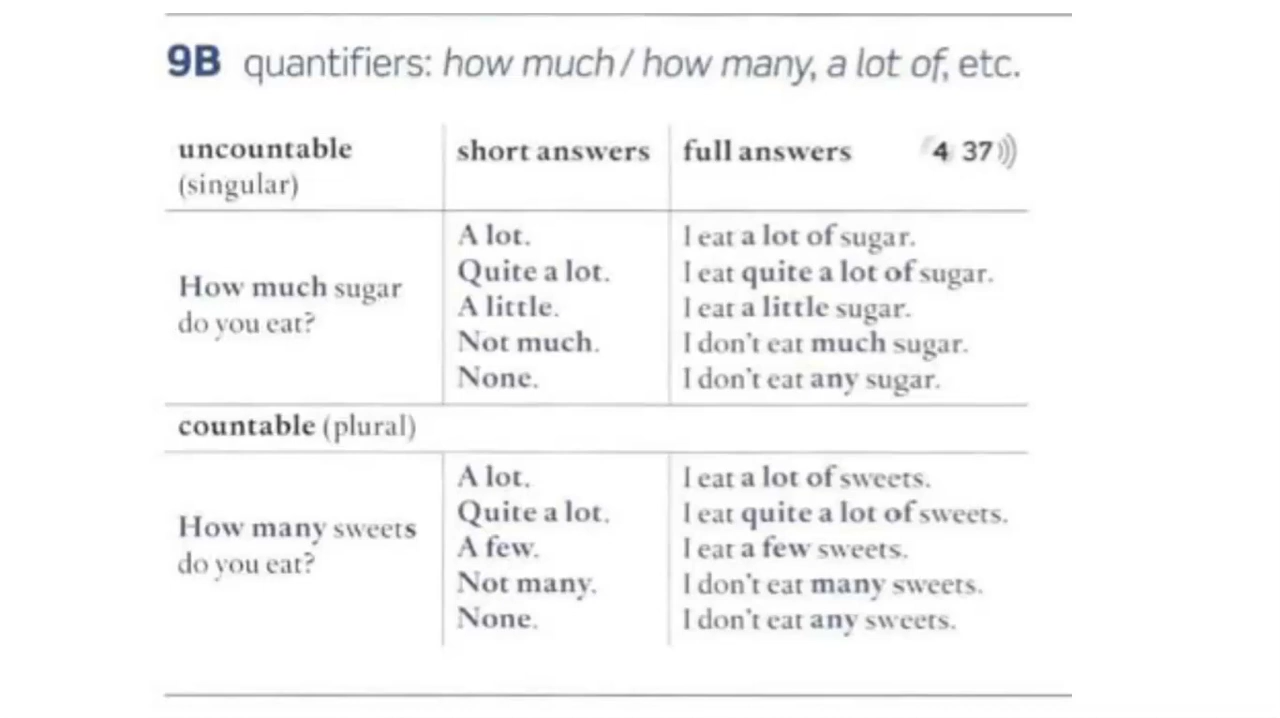 9B quantifiers: how much / how many, a lot of, etc.
uncountable
(singular)
short answers
full answers
4 37
How much sugar
do you eat?
A lot.
Quite a lot.
A little.
Not much.
None.
I eat a lot of sugar.
I eat quite a lot of sugar.
I eat a little sugar.
I don't eat much sugar.
I don't eat any sugar.
countable (plural)
How many sweets
do you eat?
A lot.
Quite a lot.
A few.
Not many.
None.
I eat a lot of sweets.
I eat quite a lot of sweets.
I eat a few sweets.
I don't eat many sweets.
I don't eat any sweets.